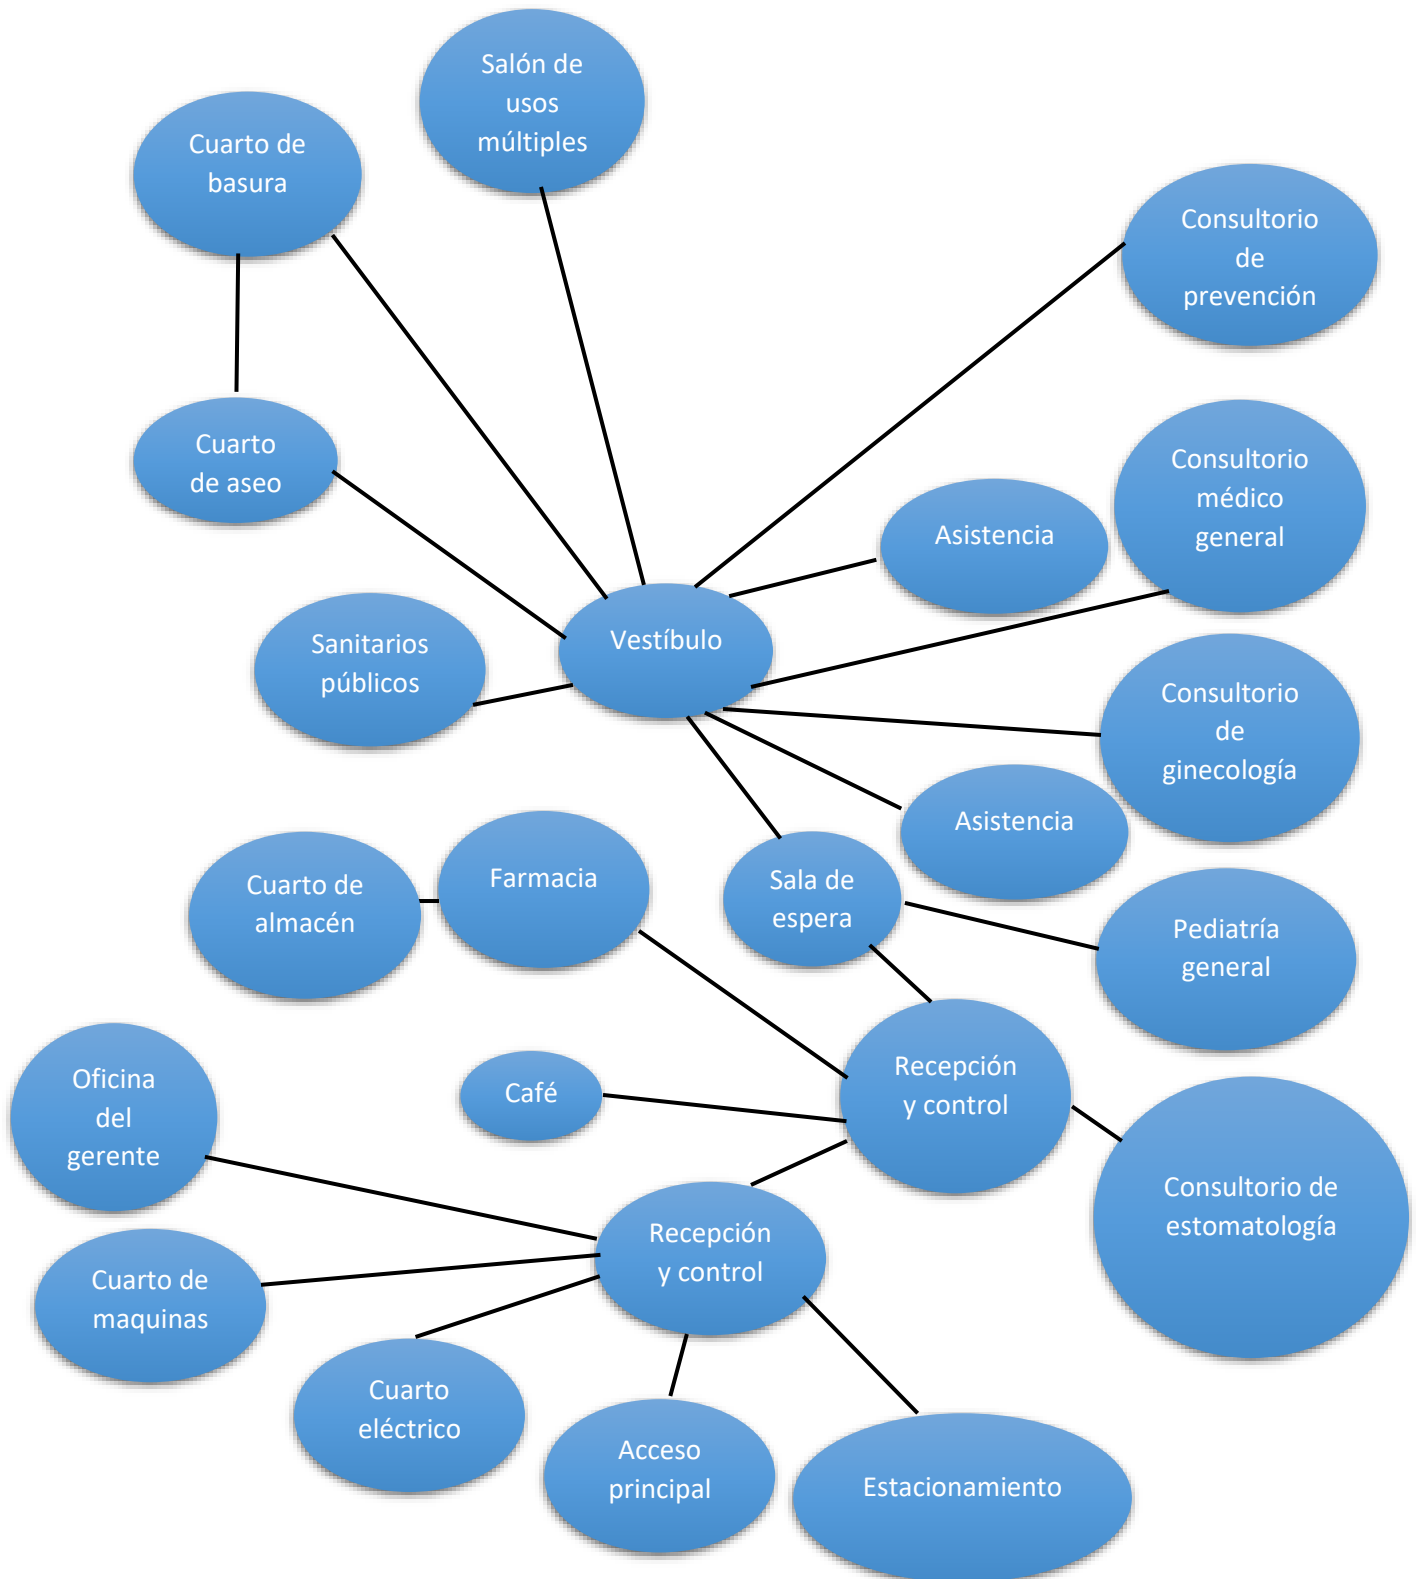 Salón de
usos
múltiples
Cuarto de
basura
Consultorio
de
prevención
Cuarto
de aseo
Consultorio
médico
general
Asistencia
Sanitarios
públicos
Vestíbulo
Consultorio
de
ginecología
Asistencia
Cuarto de
almacén
Farmacia
Sala de
espera
Pediatría
general
Oficina
del
gerente
Café
Recepción
y control
Consultorio de
estomatología
Recepción
y control
Cuarto de
maquinas
Cuarto
eléctrico
Acceso
principal
Estacionamiento